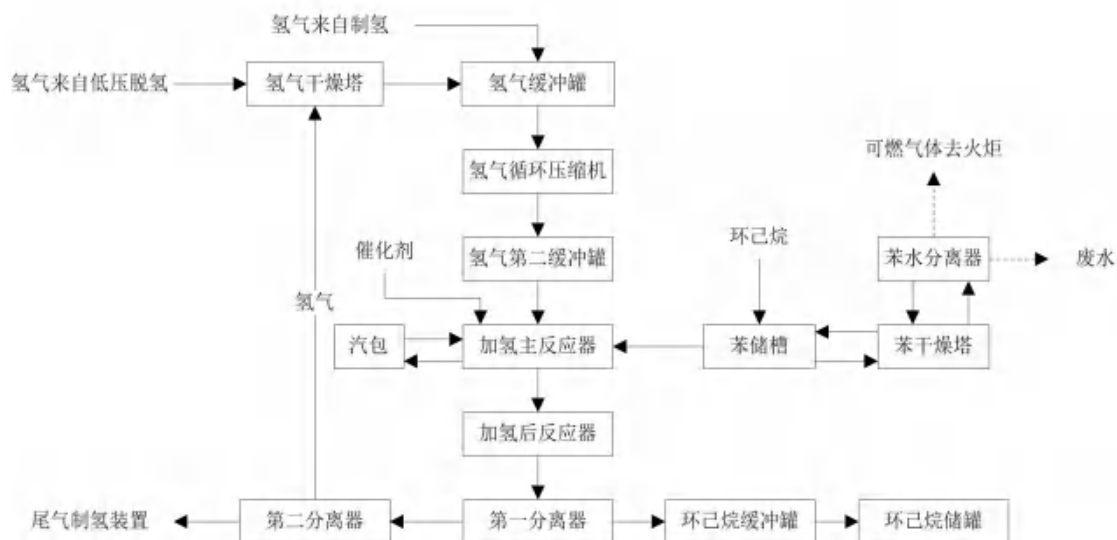 氢气来自制氢
氢气来自低压脱氢
氢气干燥塔
氢气缓冲罐
氢气循环压缩机
可燃气体去火炬
催化剂
氢气第二缓冲罐
环己烷
苯水分离器
废水
氢气
汽包
加氢主反应器
苯储槽
苯干燥塔
加氢后反应器
尾气制氢装置
第二分离器
第一分离器
环己烷缓冲罐
环己烷储罐